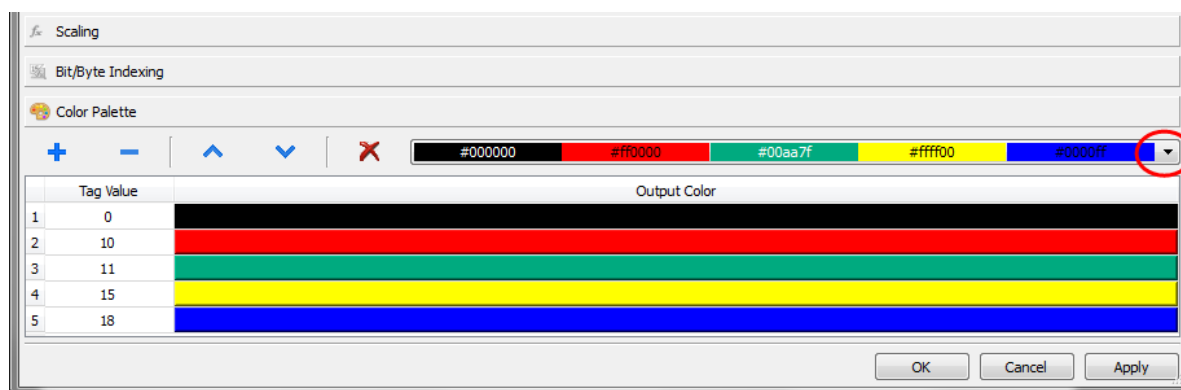 Scaling
Bit/Byte Indexing
Color Palette
#000000 #ff0000 #00aa7f #ffff00 #0000ff
Tag Value Output Color
1 0
2 10
3 11
4 15
5 18
OK Cancel Apply